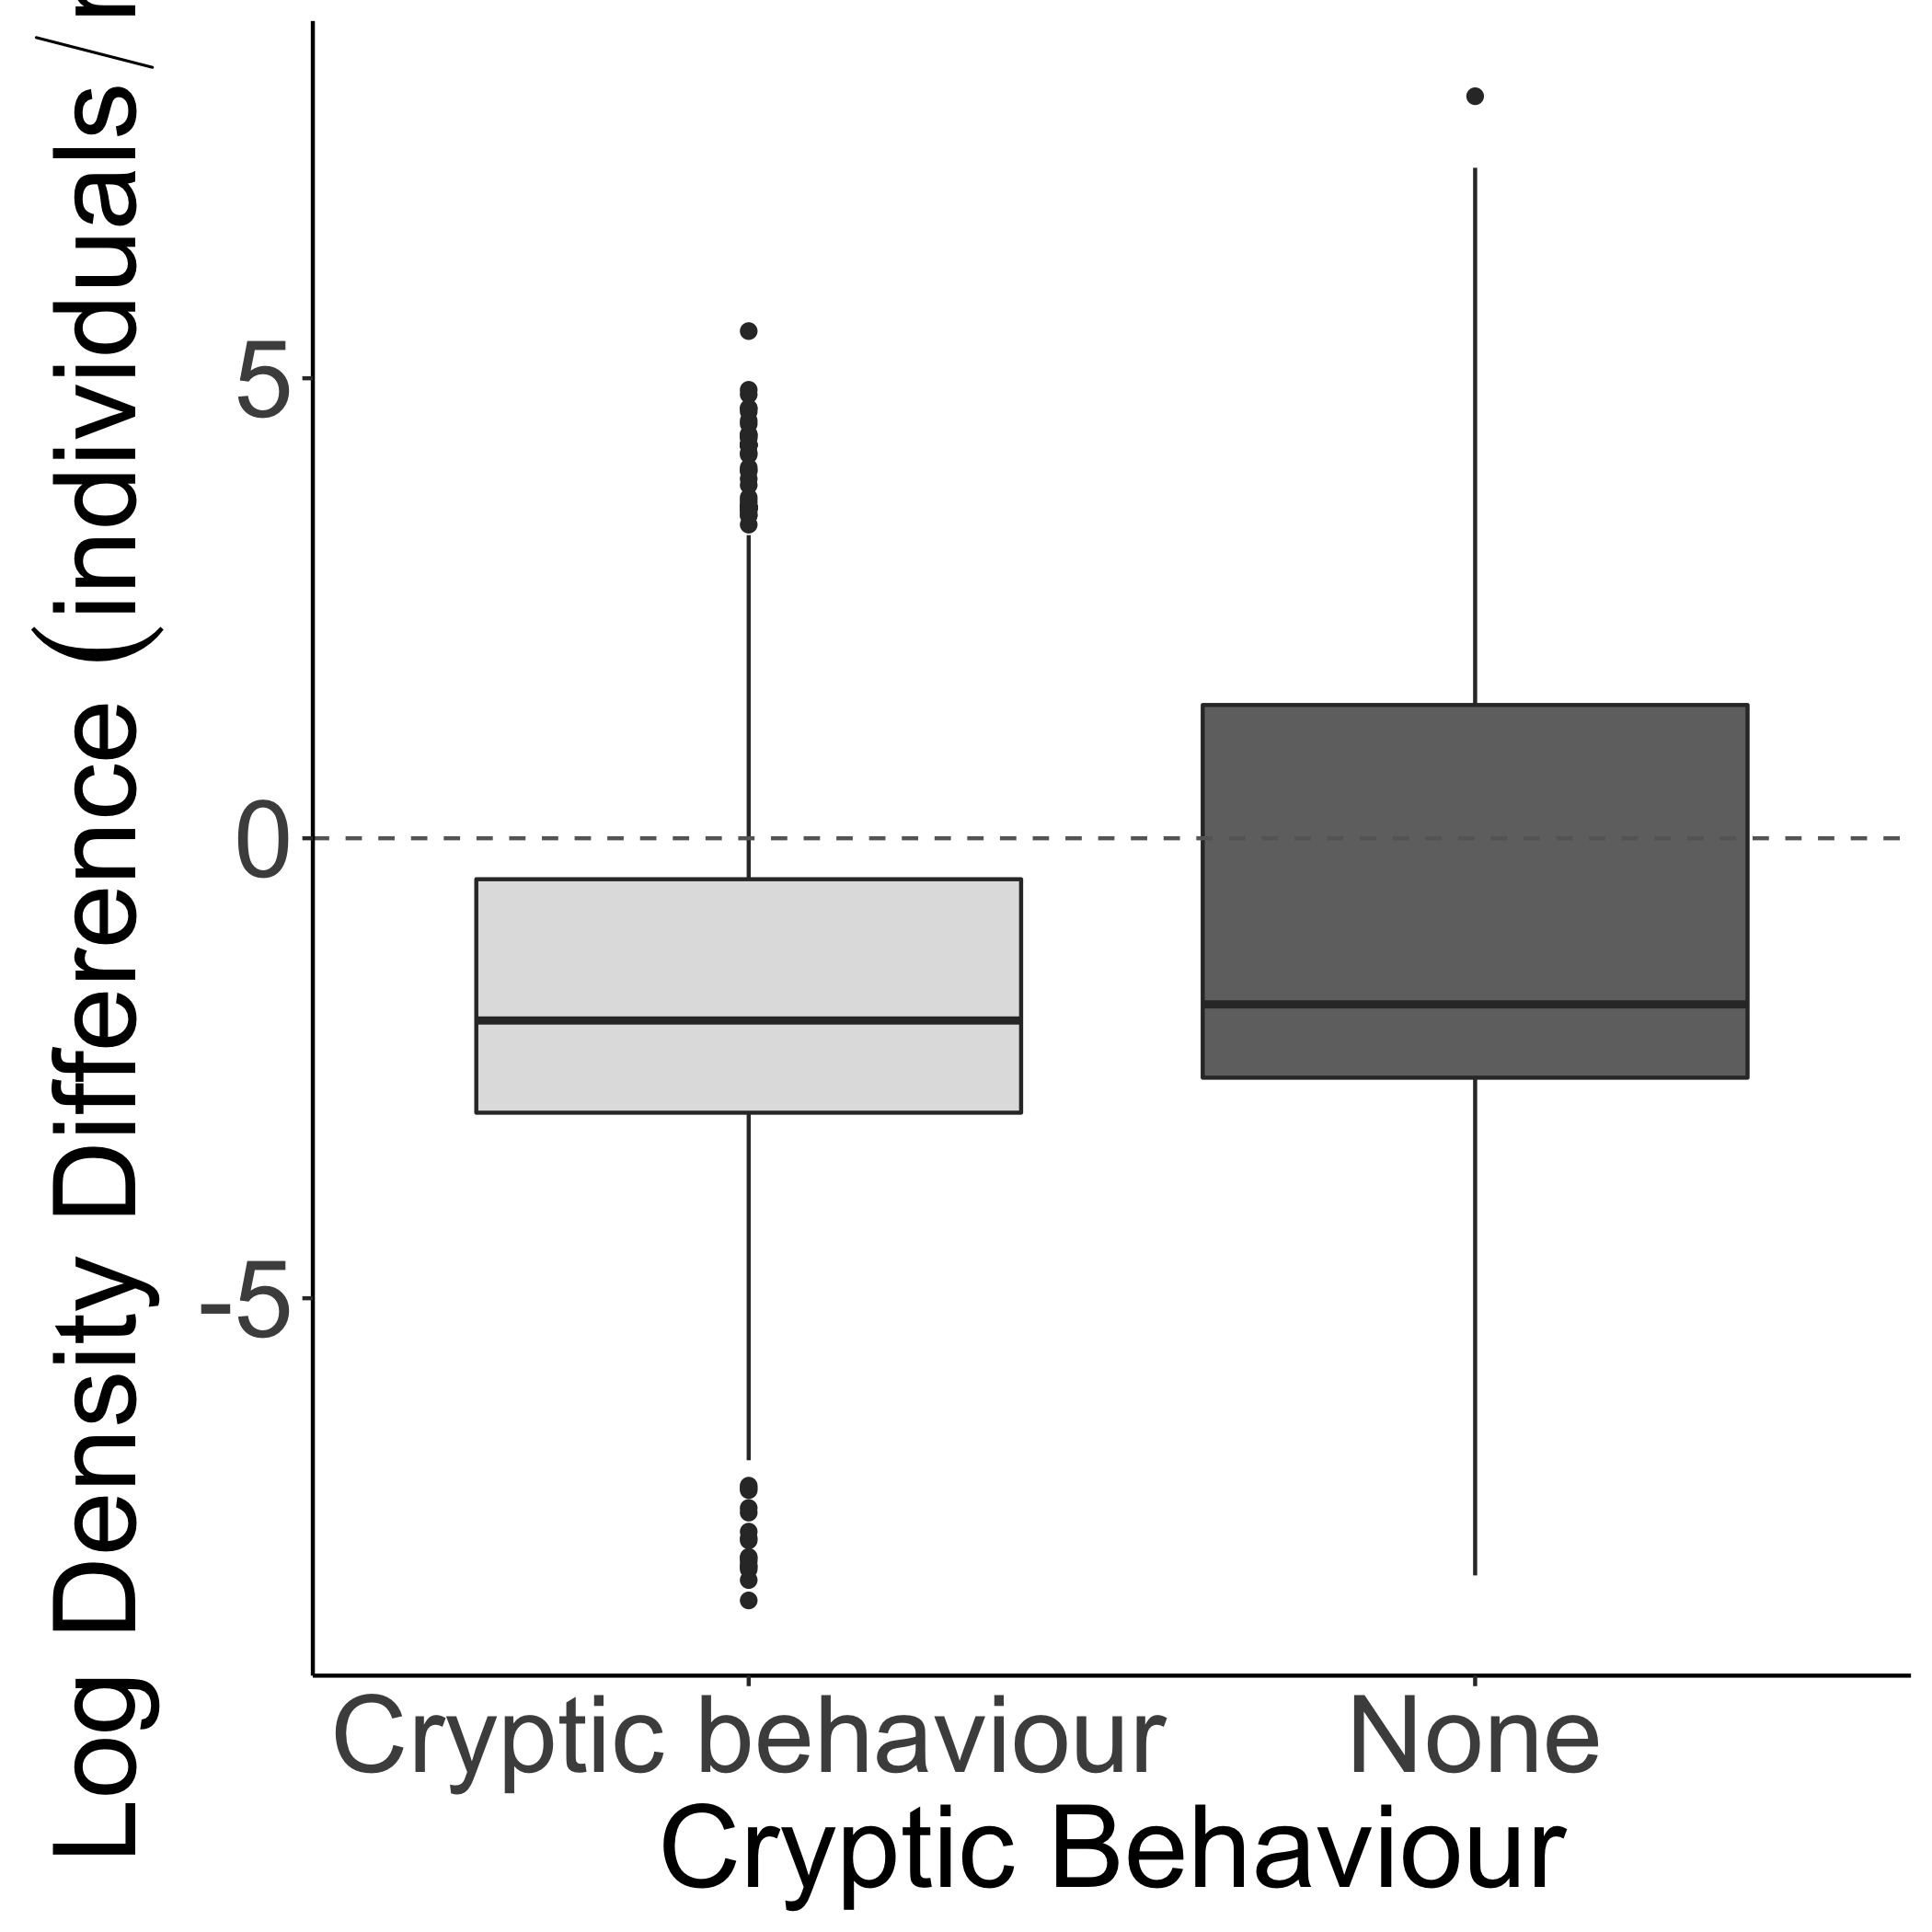 Log Density Difference (individuals/
5
0
-5
Cryptic behaviour
None
Cryptic Behaviour